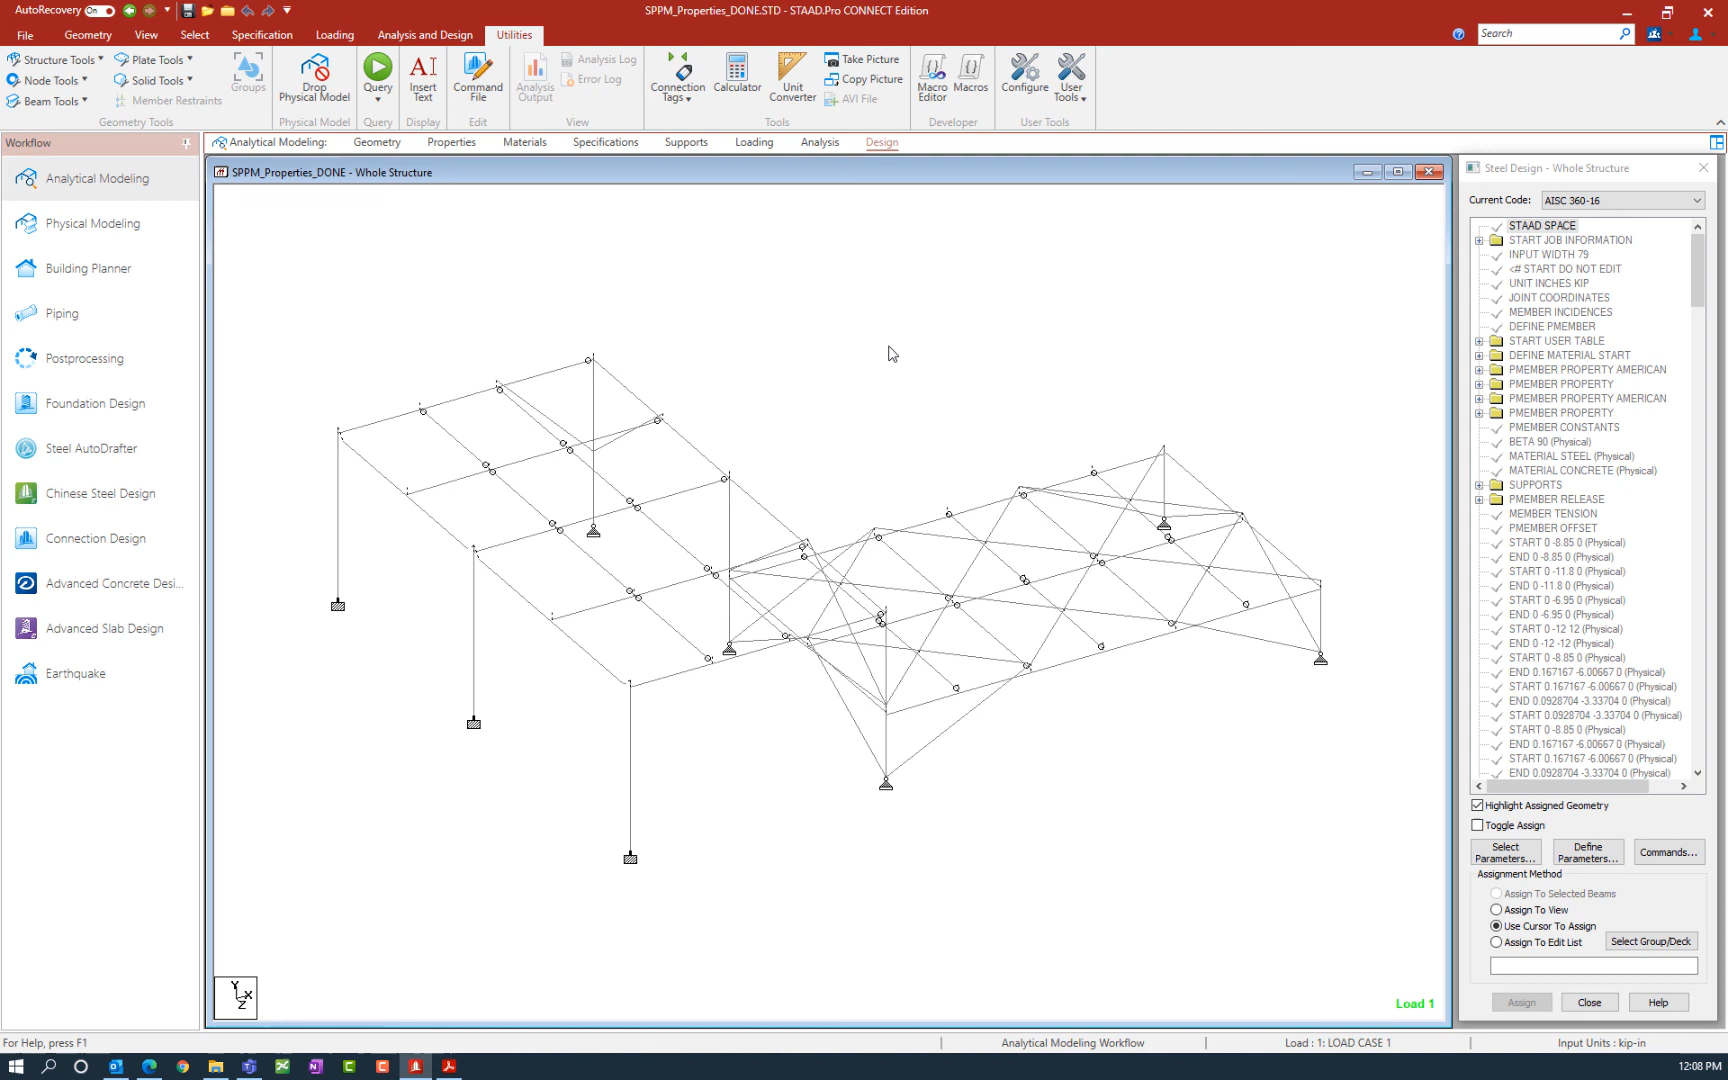 AutoRecovery On
SPPM_Properties_DONE.STD - STAAD.Pro CONNECT Edition
File Geometry View Select Specification Loading Analysis and Design Utilities
Search
Structure Tools Plate Tools
Node Tools Solid Tools
Beam Tools Member Restraints
Groups
Geometry Tools
Drop Physical Model
Physical Model
Query
Query
Insert Text
Display
Command File
Edit
Analysis Output
Analysis Log
Error Log
View
Connection Tags
Calculator
Unit Converter
Take Picture
Copy Picture
AVI File
Tools
Macro Editor
Macros
Developer
Configure
User Tools
User Tools
Workflow
Analytical Modeling: Geometry Properties Materials Specifications Supports Loading Analysis Design
Analytical Modeling
Physical Modeling
Building Planner
Piping
Postprocessing
Foundation Design
Steel AutoDrafter
Chinese Steel Design
Connection Design
Advanced Concrete Desi...
Advanced Slab Design
Earthquake
SPPM_Properties_DONE - Whole Structure
Y
X
Z
Load 1
Steel Design - Whole Structure
Current Code: AISC 360-16
STAAD SPACE
START JOB INFORMATION
INPUT WIDTH 79
<# START DO NOT EDIT
UNIT INCHES KIP
JOINT COORDINATES
MEMBER INCIDENCES
DEFINE PMEMBER
START USER TABLE
DEFINE MATERIAL START
PMEMBER PROPERTY AMERICAN
PMEMBER PROPERTY
PMEMBER PROPERTY AMERICAN
PMEMBER PROPERTY
PMEMBER CONSTANTS
BETA 90 (Physical)
MATERIAL STEEL (Physical)
MATERIAL CONCRETE (Physical)
SUPPORTS
PMEMBER RELEASE
MEMBER TENSION
PMEMBER OFFSET
START 0 -8.85 0 (Physical)
END 0 -8.85 0 (Physical)
START 0 -11.8 0 (Physical)
END 0 -11.8 0 (Physical)
START 0 -6.95 0 (Physical)
END 0 -6.95 0 (Physical)
START 0 -12 12 (Physical)
END 0 -12 -12 (Physical)
START 0 -8.85 0 (Physical)
END 0.167167 -6.00667 0 (Physical)
START 0.167167 -6.00667 0 (Physical)
END 0.0928704 -3.33704 0 (Physical)
START 0.0928704 -3.33704 0 (Physical)
START 0 -8.85 0 (Physical)
END 0.167167 -6.00667 0 (Physical)
START 0.167167 -6.00667 0 (Physical)
END 0.0928704 -3.33704 0 (Physical)
Highlight Assigned Geometry
Toggle Assign
Select Parameters... Define Parameters... Commands...
Assignment Method
Assign To Selected Beams
Assign To View
Use Cursor To Assign
Assign To Edit List Select Group/Deck
Assign Close Help
For Help, press F1 Analytical Modeling Workflow Load : 1: LOAD CASE 1 Input Units : kip-in
12:08 PM